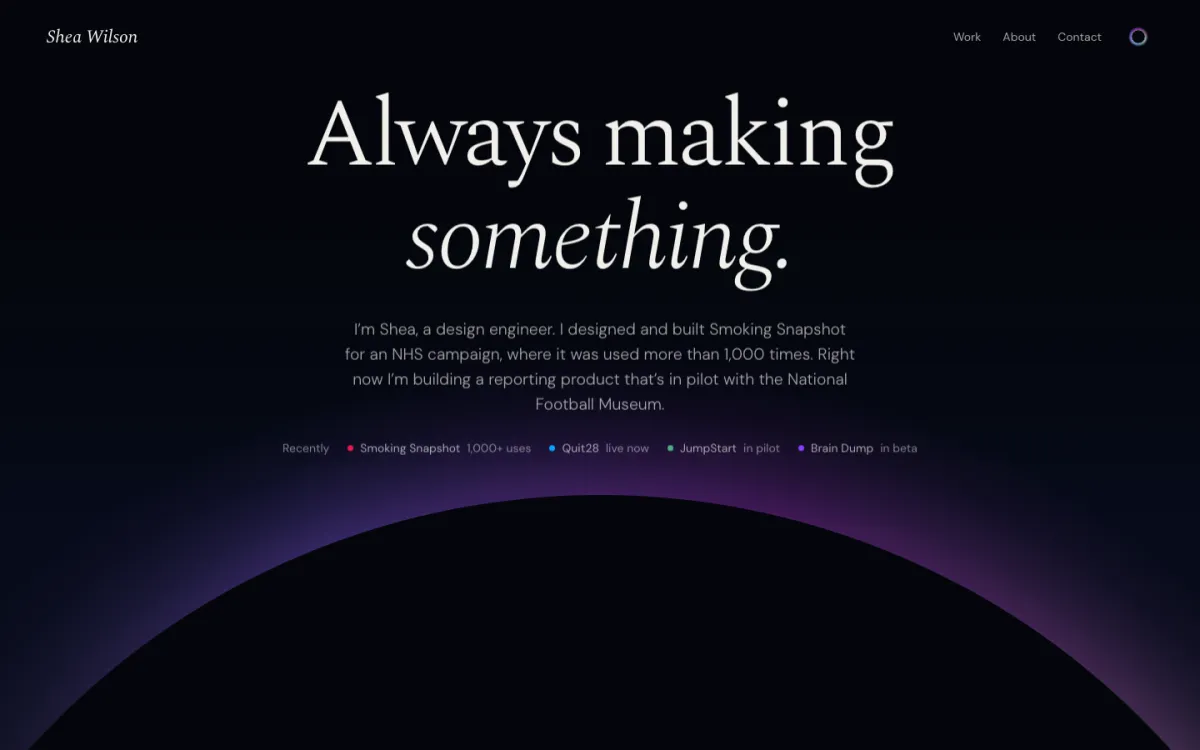 Shea Wilson
Work About Contact
Always making
something.
I’m Shea, a design engineer. I designed and built Smoking Snapshot
for an NHS campaign, where it was used more than 1,000 times. Right
now I’m building a reporting product that’s in pilot with the National
Football Museum.
Recently Smoking Snapshot 1,000+ uses Quit28 live now JumpStart in pilot Brain Dump in beta